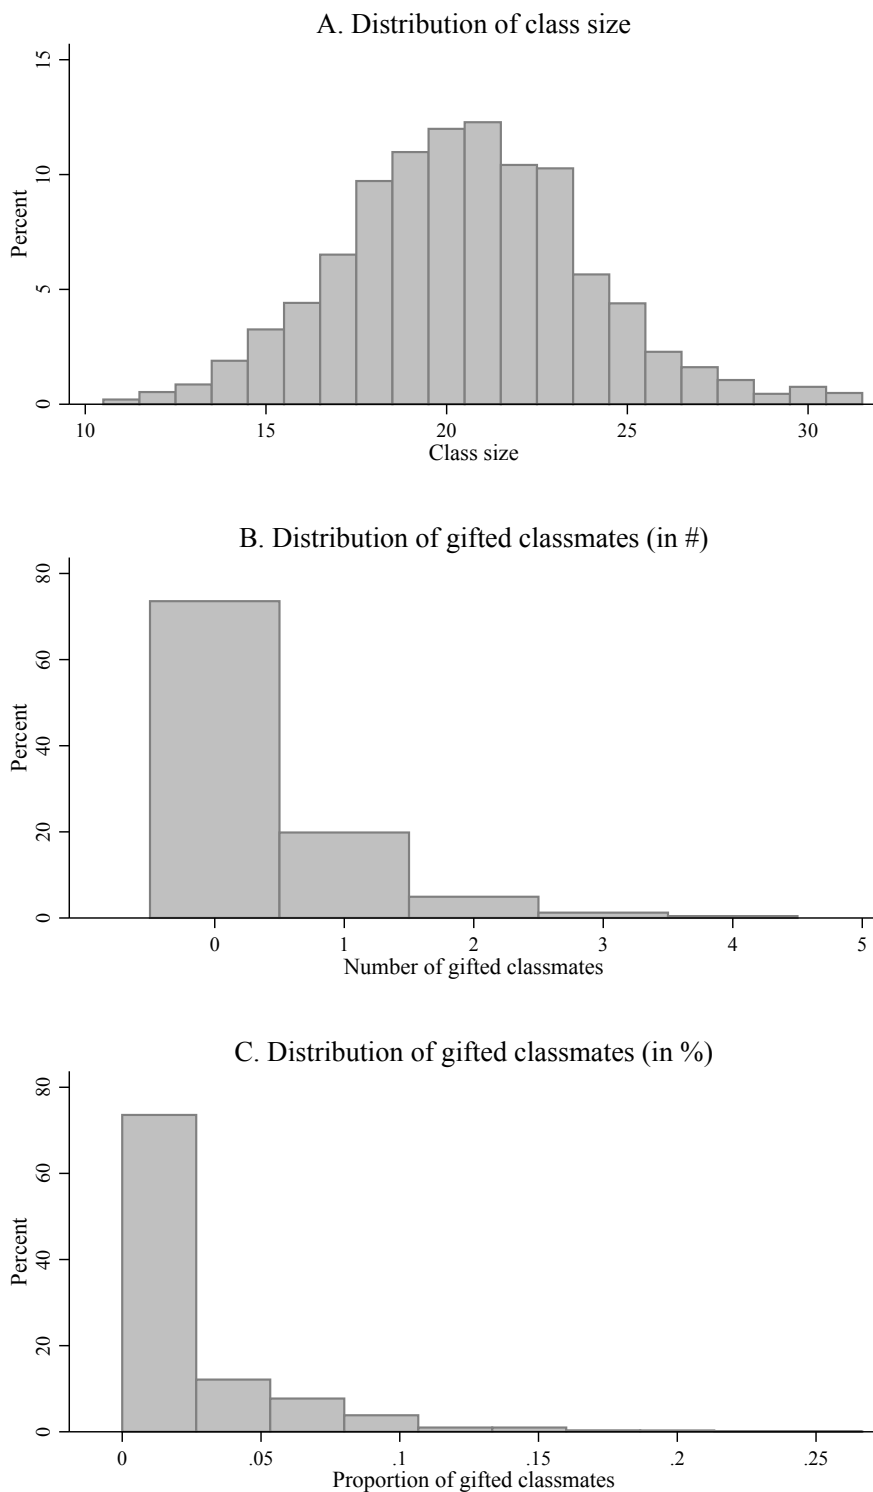 A. Distribution of class size
15
10
5
0
Percent
10 15 20 25 30
Class size
B. Distribution of gifted classmates (in #)
80
60
40
20
0
Percent
0 1 2 3 4 5
Number of gifted classmates
C. Distribution of gifted classmates (in %)
80
60
40
20
0
Percent
0 .05 .1 .15 .2 .25
Proportion of gifted classmates